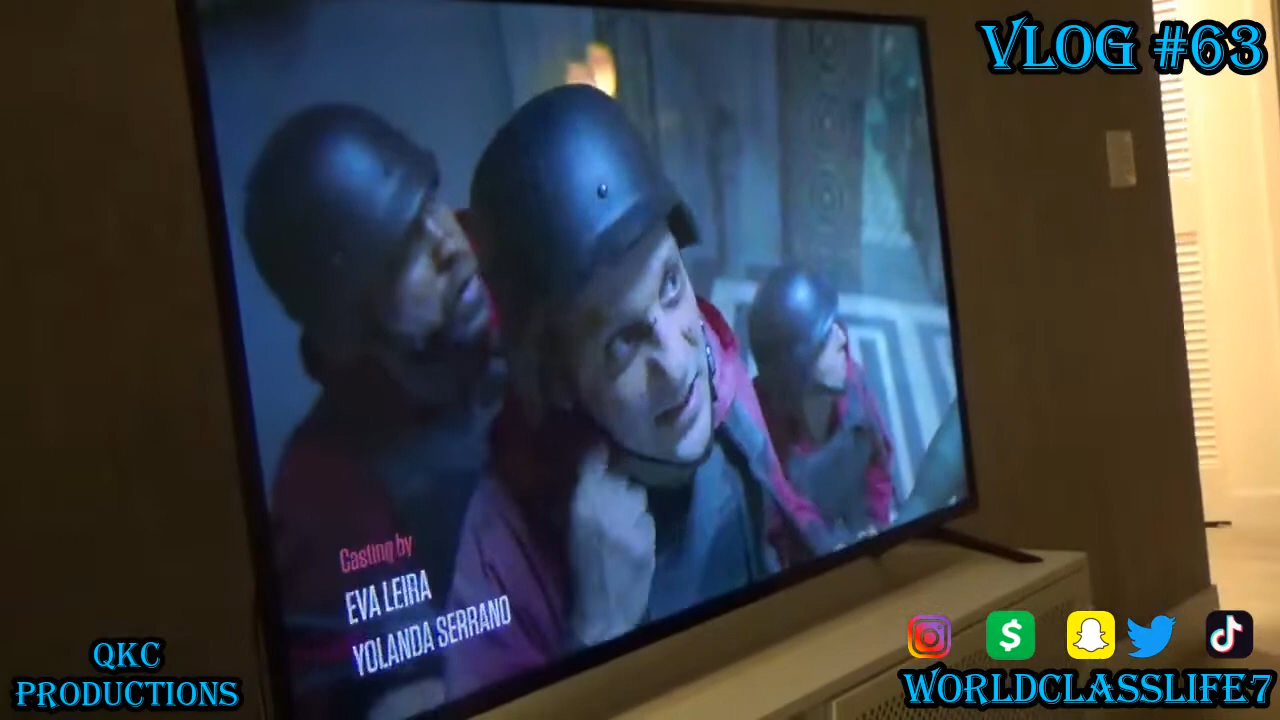 VLOG #63
Casting by
EVA LEIRA
YOLANDA SERRANO
QKC
PRODUCTIONS
WORLDCLASSLIFE7